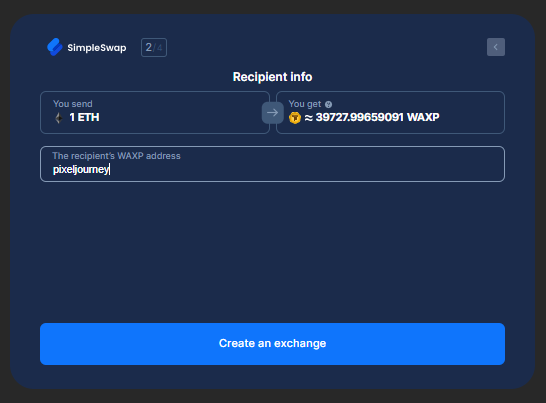 SimpleSwap 2/4
Recipient info
You send
1 ETH
You get
≈ 39727.99659091 WAXP
The recipient's WAXP address
pixeljourney
Create an exchange